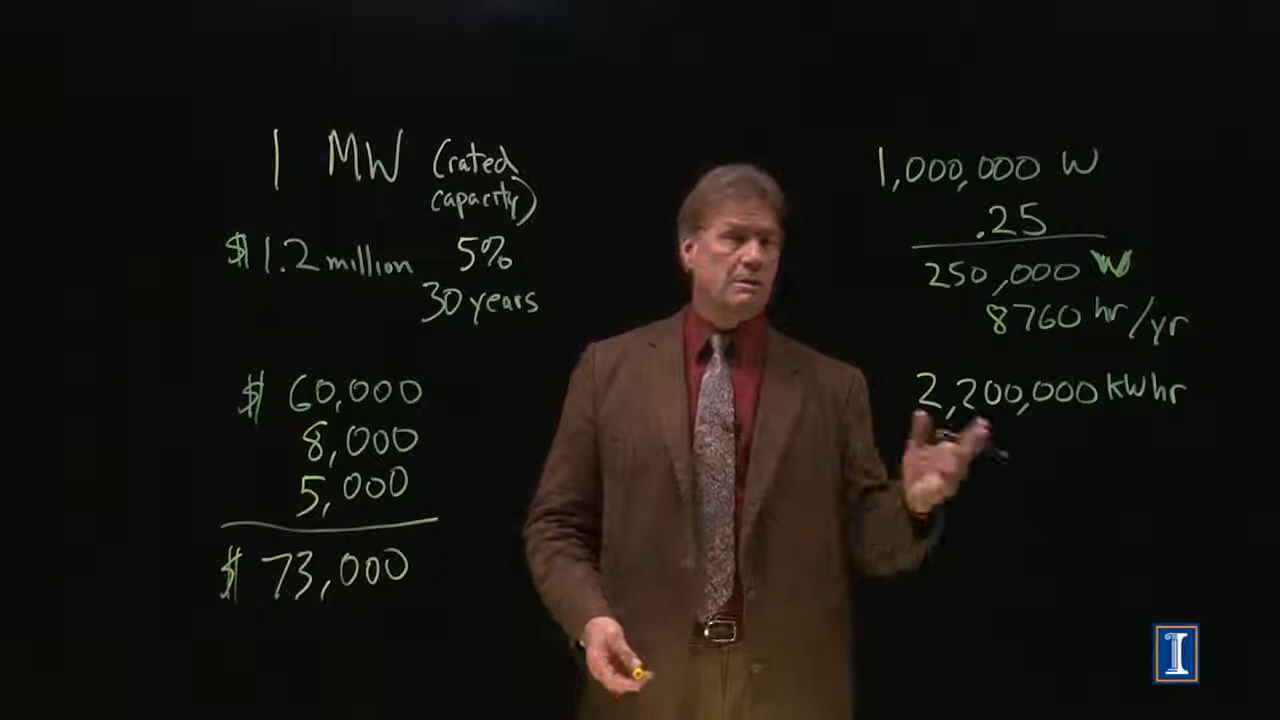 1 MW (rated capacity)
$1.2 million 5%
30 years
$ 60,000
8,000
5,000
$ 73,000
1,000,000 W
.25
250,000 W
8760 hr/yr
2,200,000 kWhr
I